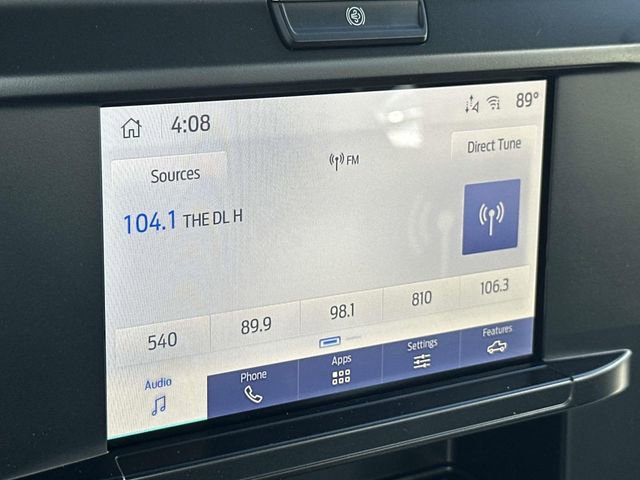 4:08
89°
Sources
FM
Direct Tune
104.1 THE DL H
540 89.9 98.1 810 106.3
Audio Phone Apps Settings Features